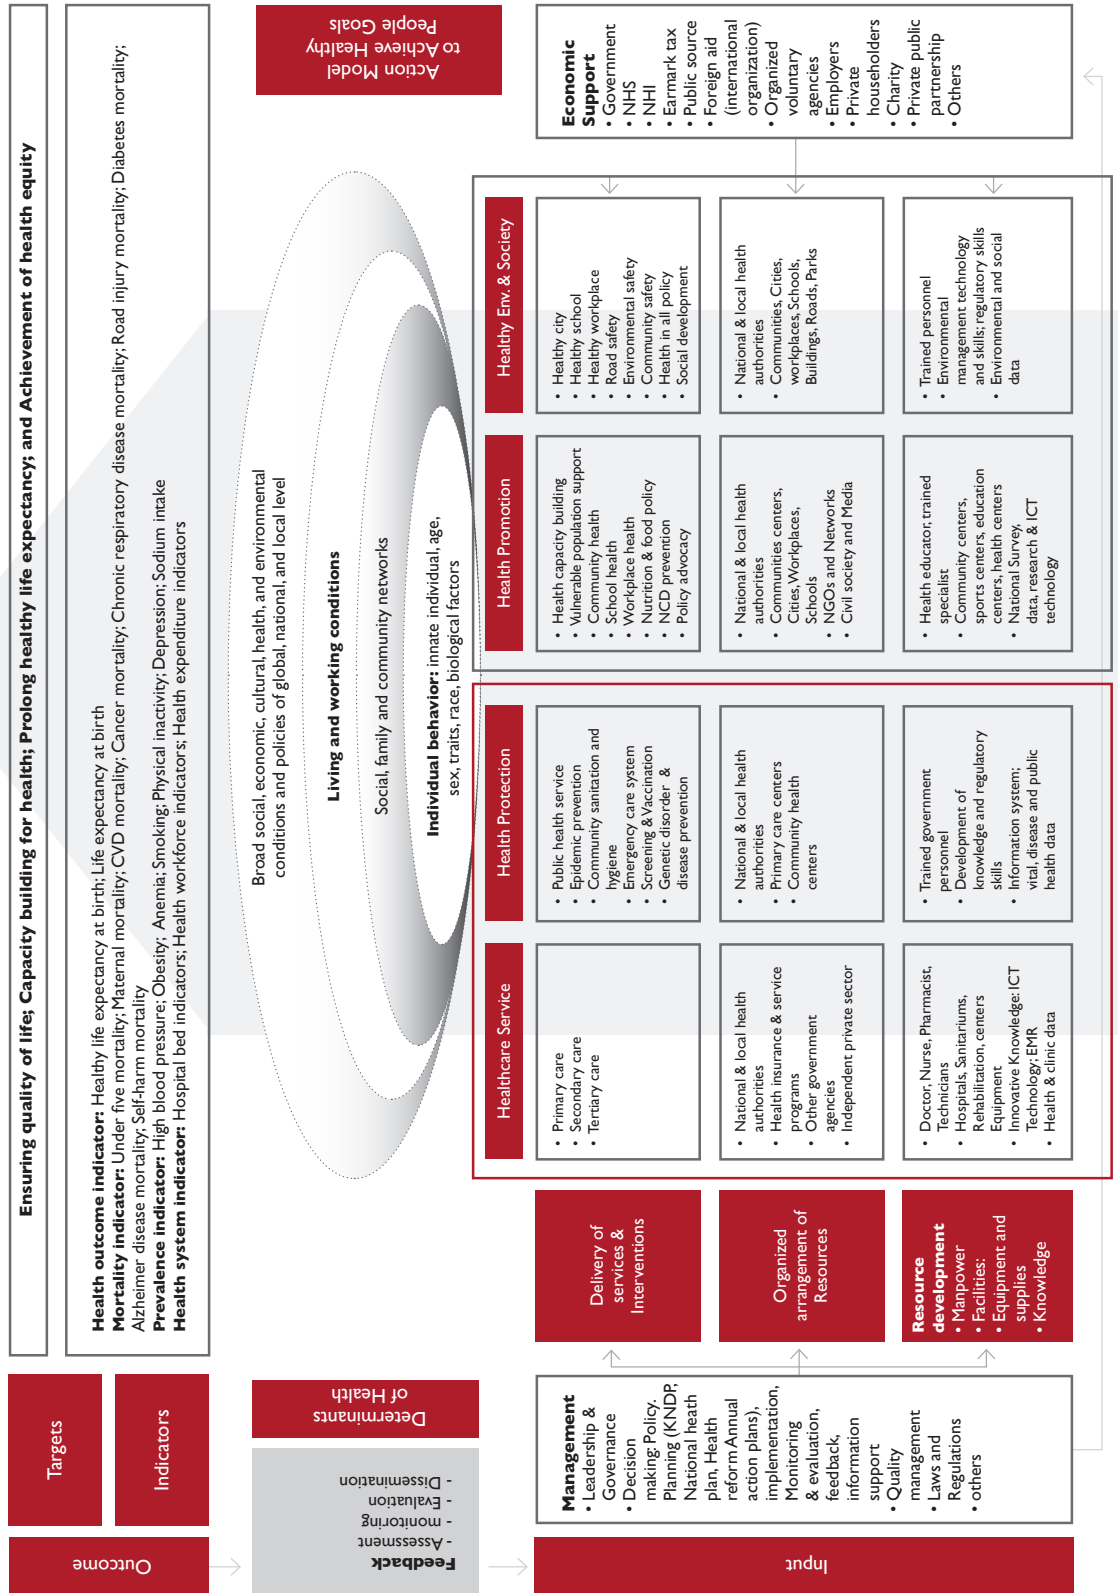 Outcome
Targets
Ensuring quality of life; Capacity building for health; Prolong healthy life expectancy; and Achievement of health equity
Indicators
Health outcome indicator: Healthy life expectancy at birth; Life expectancy at birth
Mortality indicator: Under five mortality; Maternal mortality; CVD mortality; Cancer mortality; Chronic respiratory disease mortality; Road injury mortality; Diabetes mortality;
Alzheimer disease mortality; Self-harm mortality
Prevalence indicator: High blood pressure; Obesity; Anemia; Smoking; Physical inactivity; Depression; Sodium intake
Health system indicator: Hospital bed indicators; Health workforce indicators; Health expenditure indicators
Feedback
- Assessment
- monitoring
- Evaluation
- Dissemination
Determinants
of Health
Broad social, economic, cultural, health, and environmental
conditions and policies of global, national, and local level
Living and working conditions
Social, family and community networks
Individual behavior: innate individual, age,
sex, traits, race, biological factors
Action Model
to Achieve Healthy
People Goals
Input
Management
• Leadership &
Governance
• Decision
making: Policy.
Planning (KNDP,
National heath
plan, Health
reform Annual
action plans),
implementation,
Monitoring
& evaluation,
feedback,
information
support
• Quality
management
• Laws and
Regulations
• others
Healthcare Service
Health Protection
Health Promotion
Healthy Env. & Society
Delivery of
services &
Interventions
• Primary care
• Secondary care
• Tertiary care
• Public health service
• Epidemic prevention
• Community sanitation and
hygiene
• Emergency care system
• Screening & Vaccination
• Genetic disorder &
disease prevention
• Health capacity building
• Vulnerable population support
• Community health
• School health
• Workplace health
• Nutrition & food policy
• NCD prevention
• Policy advocacy
• Healthy city
• Healthy school
• Healthy workplace
• Road safety
• Environmental safety
• Community safety
• Health in all policy
• Social development
Organized
arrangement of
Resources
• National & local health
authorities
• Health insurance & service
programs
• Other government
agencies
• Independent private sector
• National & local health
authorities
• Primary care centers
• Community health
centers
• National & local health
authorities
• Communities centers,
Cities, Workplaces,
Schools
• NGOs and Networks
• Civil society and Media
• National & local health
authorities
• Communities, Cities,
workplaces, Schools,
Buildings, Roads, Parks
Resource
development
• Manpower
• Facilities:
• Equipment and
supplies
• Knowledge
• Doctor, Nurse, Pharmacist,
Technicians
• Hospitals, Sanitariums,
Rehabilitation, centers
Equipment
• Innovative Knowledge: ICT
Technology; EMR
• Health & clinic data
• Trained government
personnel
• Development of
knowledge and regulatory
skills
• Information system;
vital, disease and public
health data
• Health educator, trained
specialist
• Community centers,
sports centers, education
centers, health centers
• National Survey,
data, research & ICT
technology
• Trained personnel
• Environmental
management technology
and skills; regulatory skills
• Environmental and social
data
Economic
Support
• Government
• NHS
• NHI
• Earmark tax
• Public source
• Foreign aid
(international
organization)
• Organized
voluntary
agencies
• Employers
• Private
householders
• Charity
• Private public
partnership
• Others